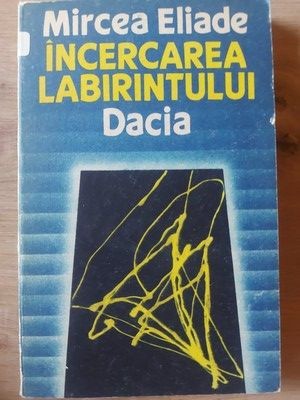 Mircea Eliade
ÎNCERCAREA
LABIRINTULUI
Dacia